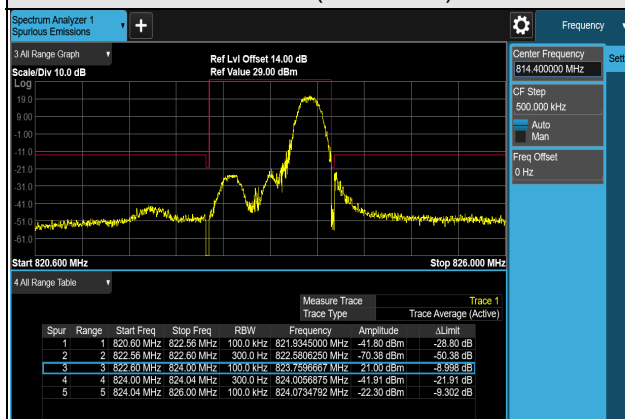 Spectrum Analyzer 1
Spurious Emissions
Frequency
3 All Range Graph
Ref Lvl Offset 14.00 dB
Scale/Div 10.0 dB
Ref Value 29.00 dBm
Log
19.0
9.00
-1.00
-11.0
-21.0
-31.0
-41.0
-51.0
-61.0
Start 820.600 MHz
Stop 826.000 MHz
Center Frequency
814.400000 MHz
Sett
CF Step
500.000 kHz
Auto
Man
Freq Offset
0 Hz
4 All Range Table
Measure Trace Trace 1
Trace Type Trace Average (Active)
Spur Range Start Freq Stop Freq RBW Frequency Amplitude ΔLimit
1 1 820.60 MHz 822.56 MHz 100.0 kHz 821.9345000 MHz -41.80 dBm -28.80 dB
2 2 822.56 MHz 822.60 MHz 300.0 Hz 822.5806250 MHz -70.38 dBm -50.38 dB
3 3 822.60 MHz 824.00 MHz 100.0 kHz 823.7596667 MHz 21.00 dBm -8.998 dB
4 4 824.00 MHz 824.04 MHz 300.0 Hz 824.0056875 MHz -41.91 dBm -21.91 dB
5 5 824.04 MHz 826.00 MHz 100.0 kHz 824.0734792 MHz -22.30 dBm -9.302 dB